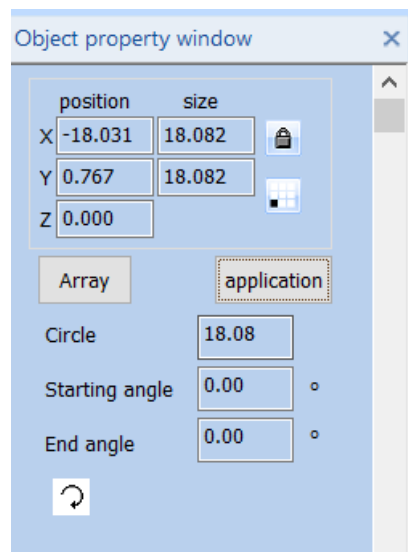 Object property window
position size
X -18.031 18.082
Y 0.767 18.082
Z 0.000
Array application
Circle 18.08
Starting angle 0.00 °
End angle 0.00 °